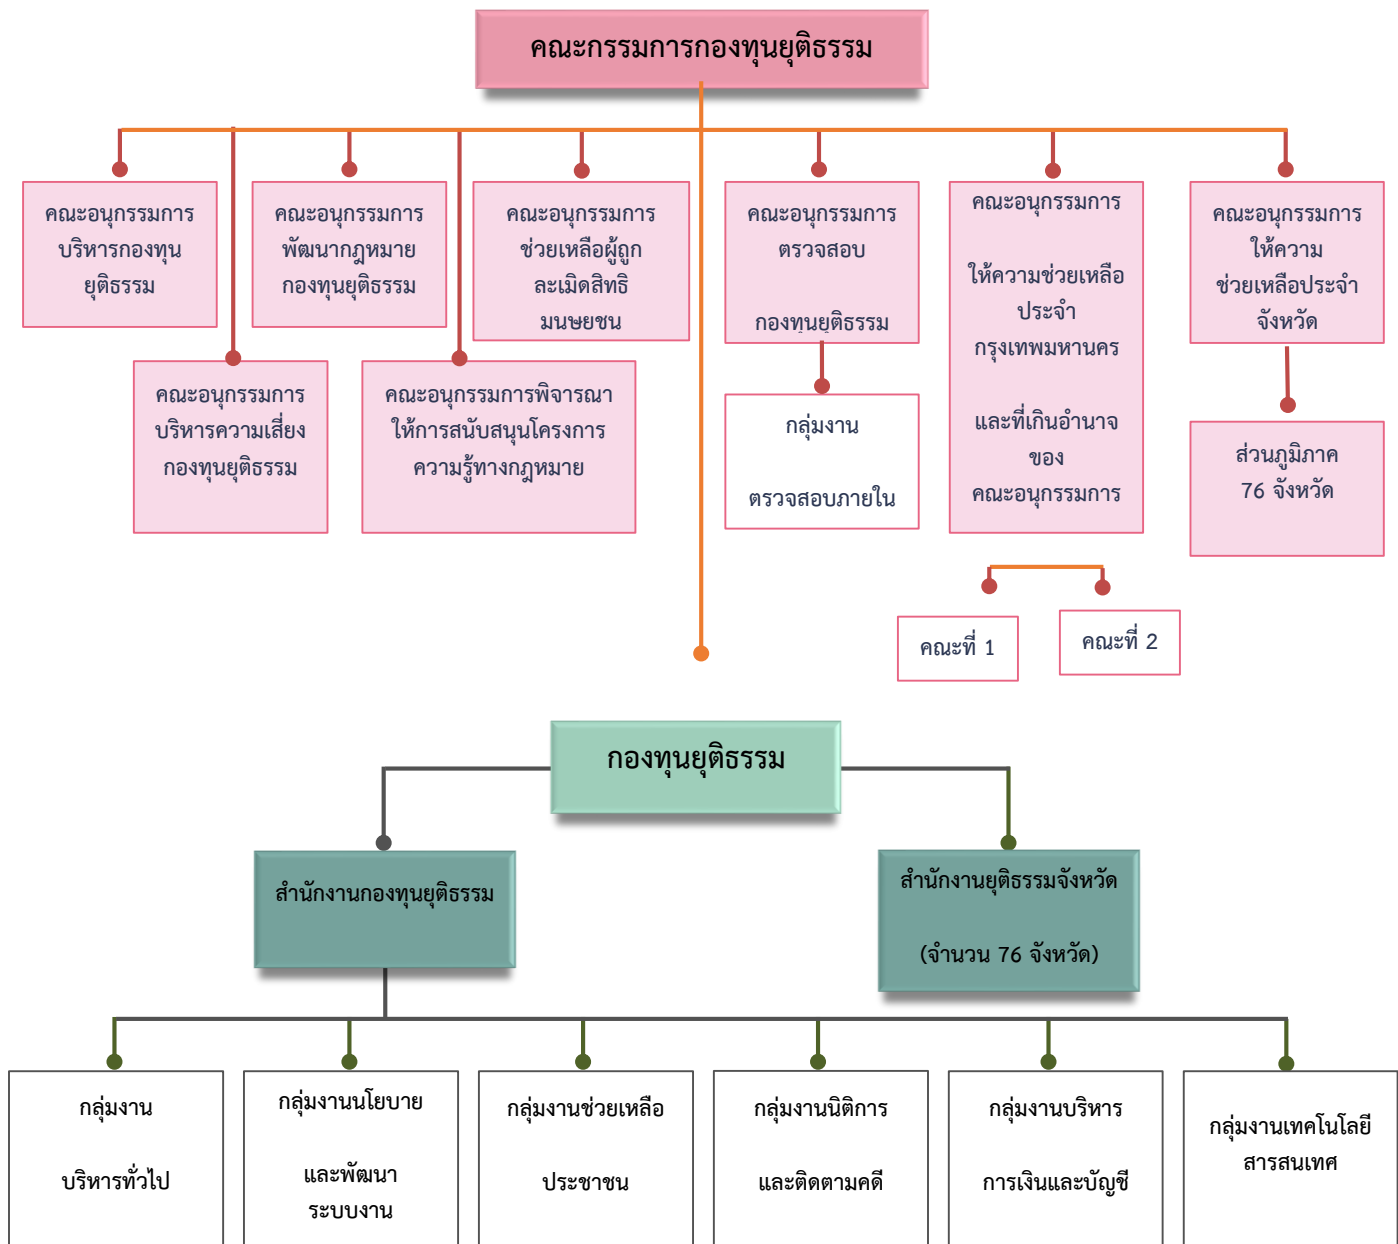 คณะกรรมการกองทุนยุติธรรม
คณะอนุกรรมการ
บริหารกองทุน
ยุติธรรม
คณะอนุกรรมการ
พัฒนากฎหมาย
กองทุนยุติธรรม
คณะอนุกรรมการ
ช่วยเหลือผู้ถูก
ละเมิดสิทธิ
มนษยชน
คณะอนุกรรมการ
ตรวจสอบ
กองทุนยุติธรรม
คณะอนุกรรมการ
ให้ความช่วยเหลือ
ประจำ
กรุงเทพมหานคร
และที่เกินอำนาจ
ของ
คณะอนุกรรมการ
คณะอนุกรรมการ
ให้ความ
ช่วยเหลือประจำ
จังหวัด
คณะอนุกรรมการ
บริหารความเสี่ยง
กองทุนยุติธรรม
คณะอนุกรรมการพิจารณา
ให้การสนับสนุนโครงการ
ความรู้ทางกฎหมาย
กลุ่มงาน
ตรวจสอบภายใน
ส่วนภูมิภาค
76 จังหวัด
คณะที่ 1
คณะที่ 2
กองทุนยุติธรรม
สำนักงานกองทุนยุติธรรม
สำนักงานยุติธรรมจังหวัด
(จำนวน 76 จังหวัด)
กลุ่มงาน
บริหารทั่วไป
กลุ่มงานนโยบาย
และพัฒนา
ระบบงาน
กลุ่มงานช่วยเหลือ
ประชาชน
กลุ่มงานนิติการ
และติดตามคดี
กลุ่มงานบริหาร
การเงินและบัญชี
กลุ่มงานเทคโนโลยี
สารสนเทศ